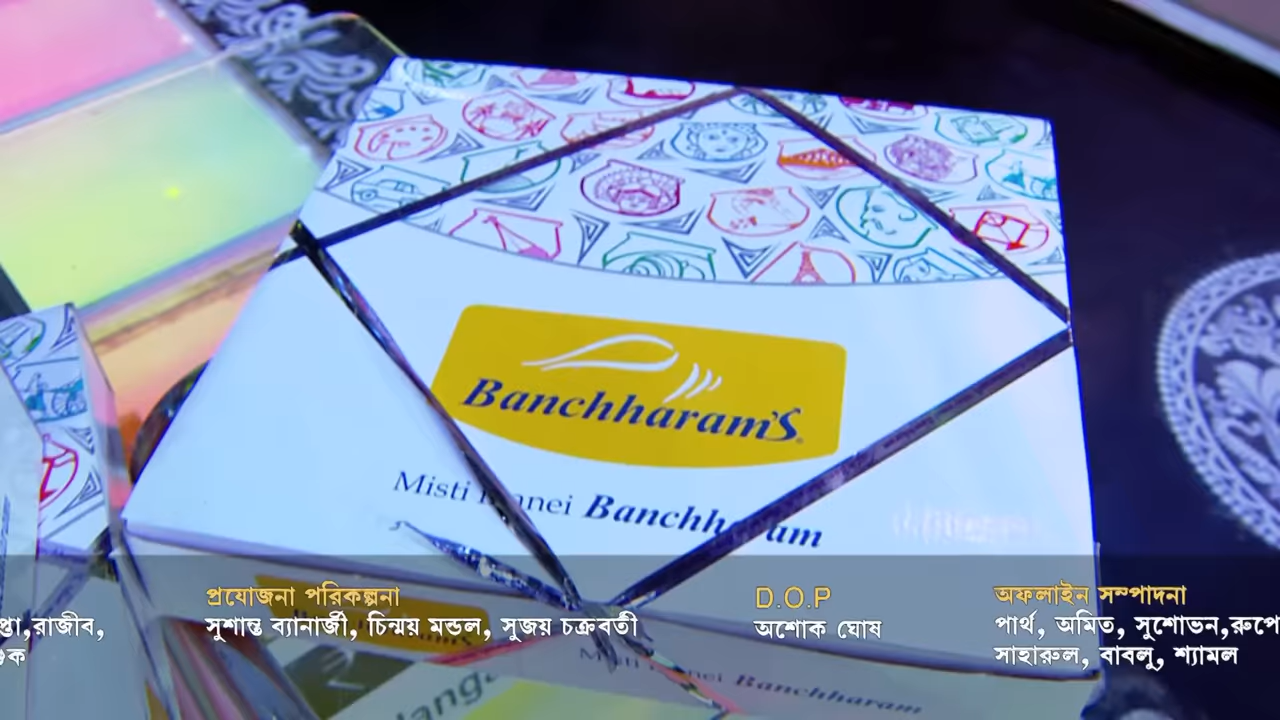 Banchharam'S
Misti Banchharam
প্রযোজনা পরিকল্পনা
সুশান্ত ব্যানার্জী, চিন্ময় মন্ডল, সুজয় চক্রবর্তী
D.O.P
অশোক ঘোষ
অফলাইন সম্পাদনা
পার্থ, অমিত, সুশোভন,
সাহারুল, বাবলু, শ্যামল
রাজীব,
Banchharam